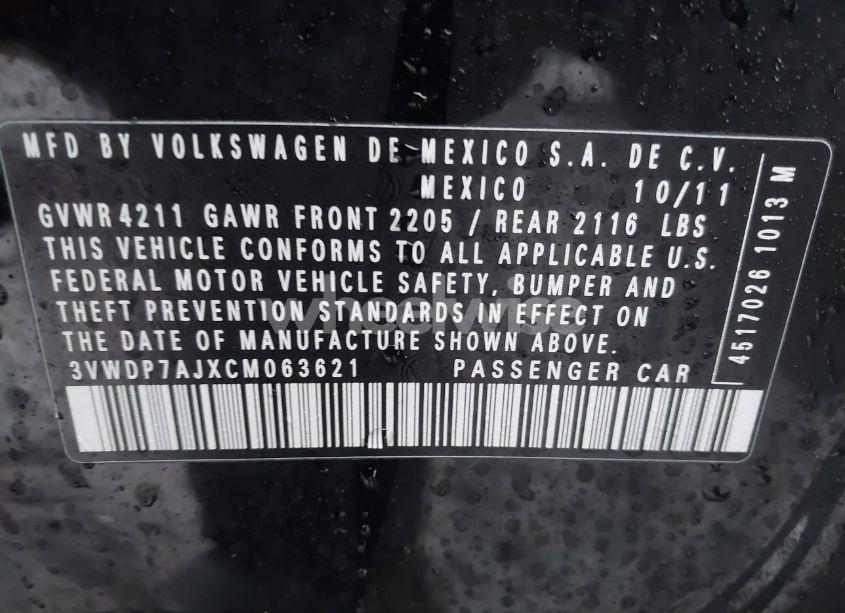 MFD BY VOLKSWAGEN DE MEXICO S.A. DE C.V.
MEXICO 10/11
GVWR 4211 GAWR FRONT 2205 / REAR 2116 LBS
THIS VEHICLE CONFORMS TO ALL APPLICABLE U.S.
FEDERAL MOTOR VEHICLE SAFETY, BUMPER AND
THEFT PREVENTION STANDARDS IN EFFECT ON
THE DATE OF MANUFACTURE SHOWN ABOVE.
3VWDP7AJXCM063621 PASSENGER CAR
4517026 1013 M